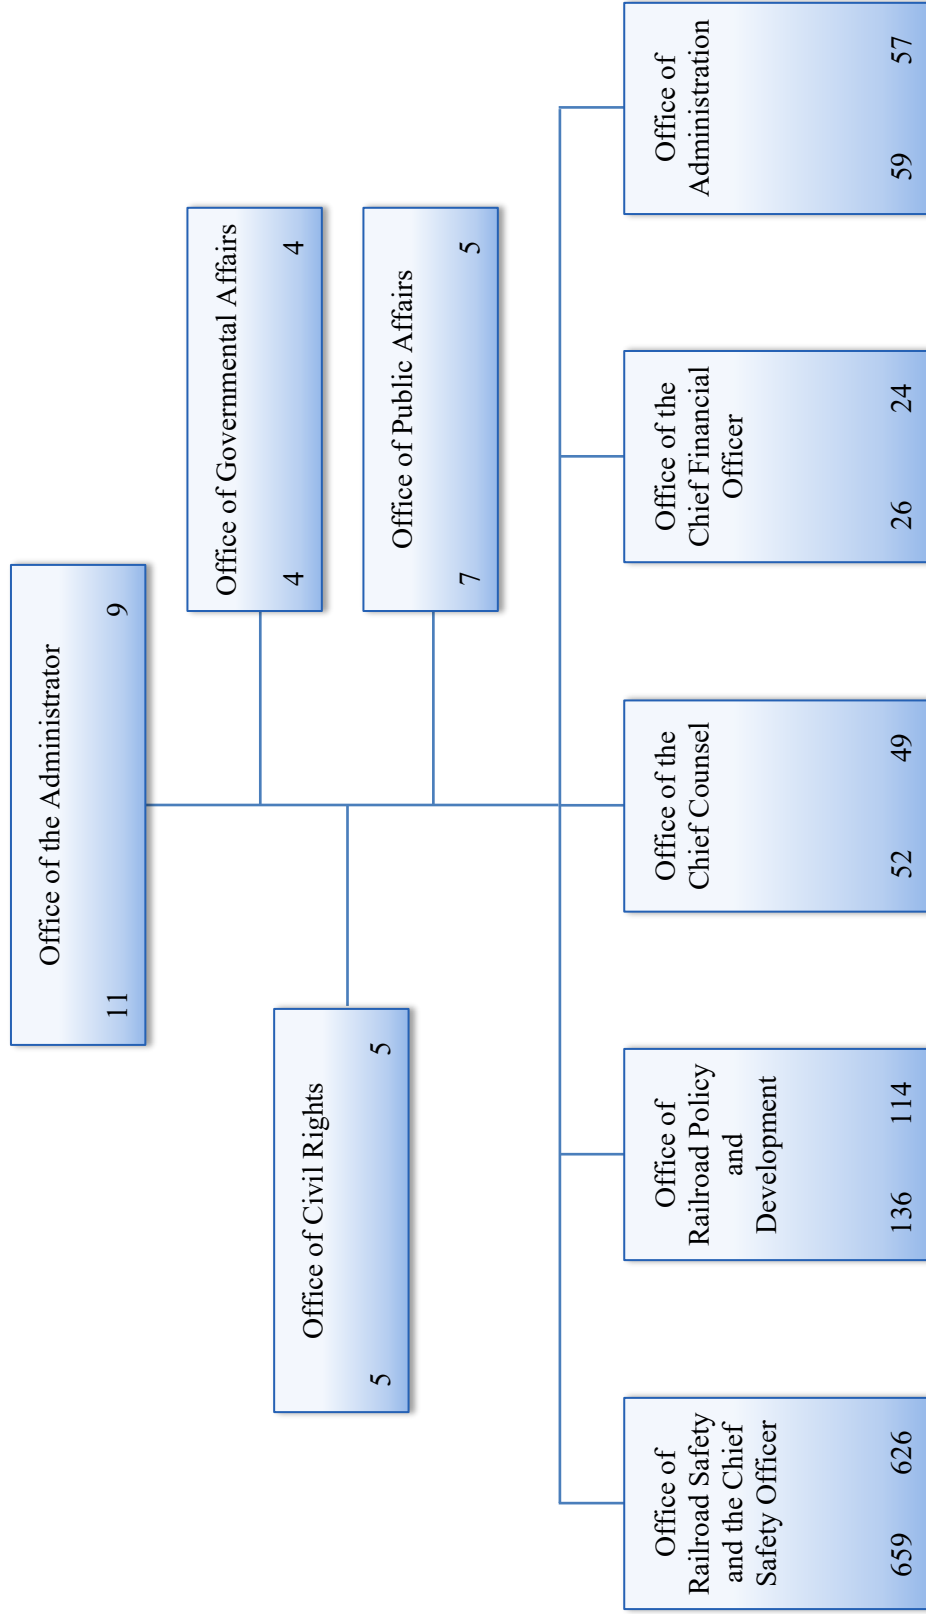 Office of the Administrator
11 9
Office of Governmental Affairs
4 4
Office of Civil Rights
5 5
Office of Public Affairs
7 5
Office of
Railroad Safety
and the Chief
Safety Officer
659 626
Office of
Railroad Policy
and
Development
136 114
Office of the
Chief Counsel
52 49
Office of the
Chief Financial
Officer
26 24
Office of
Administration
59 57